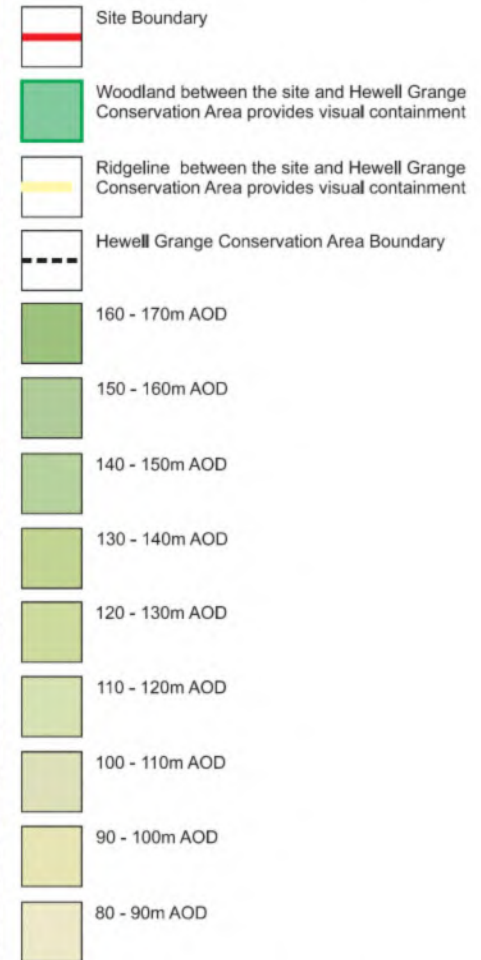 Site Boundary
Woodland between the site and Hewell Grange
Conservation Area provides visual containment
Ridgeline between the site and Hewell Grange
Conservation Area provides visual containment
Hewell Grange Conservation Area Boundary
160 - 170m AOD
150 - 160m AOD
140 - 150m AOD
130 - 140m AOD
120 - 130m AOD
110 - 120m AOD
100 - 110m AOD
90 - 100m AOD
80 - 90m AOD